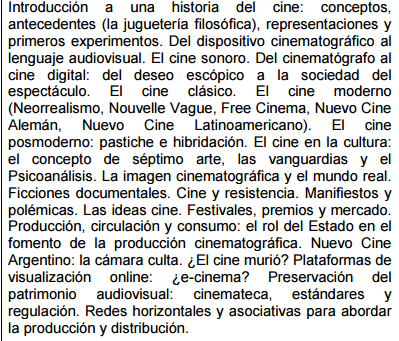 Introducción a una historia del cine: conceptos,
antecedentes (la juguetería filosófica), representaciones y
primeros experimentos. Del dispositivo cinematográfico al
lenguaje audiovisual. El cine sonoro. Del cinematógrafo al
cine digital: del deseo escópico a la sociedad del
espectáculo. El cine clásico. El cine moderno
(Neorrealismo, Nouvelle Vague, Free Cinema, Nuevo Cine
Alemán, Nuevo Cine Latinoamericano). El cine
posmoderno: pastiche e hibridación. El cine en la cultura:
el concepto de séptimo arte, las vanguardias y el
Psicoanálisis. La imagen cinematográfica y el mundo real.
Ficciones documentales. Cine y resistencia. Manifiestos y
polémicas. Las ideas cine. Festivales, premios y mercado.
Producción, circulación y consumo: el rol del Estado en el
fomento de la producción cinematográfica. Nuevo Cine
Argentino: la cámara culta. ¿El cine murió? Plataformas de
visualización online: ¿e-cinema? Preservación del
patrimonio audiovisual: cinemateca, estándares y
regulación. Redes horizontales y asociativas para abordar
la producción y distribución.